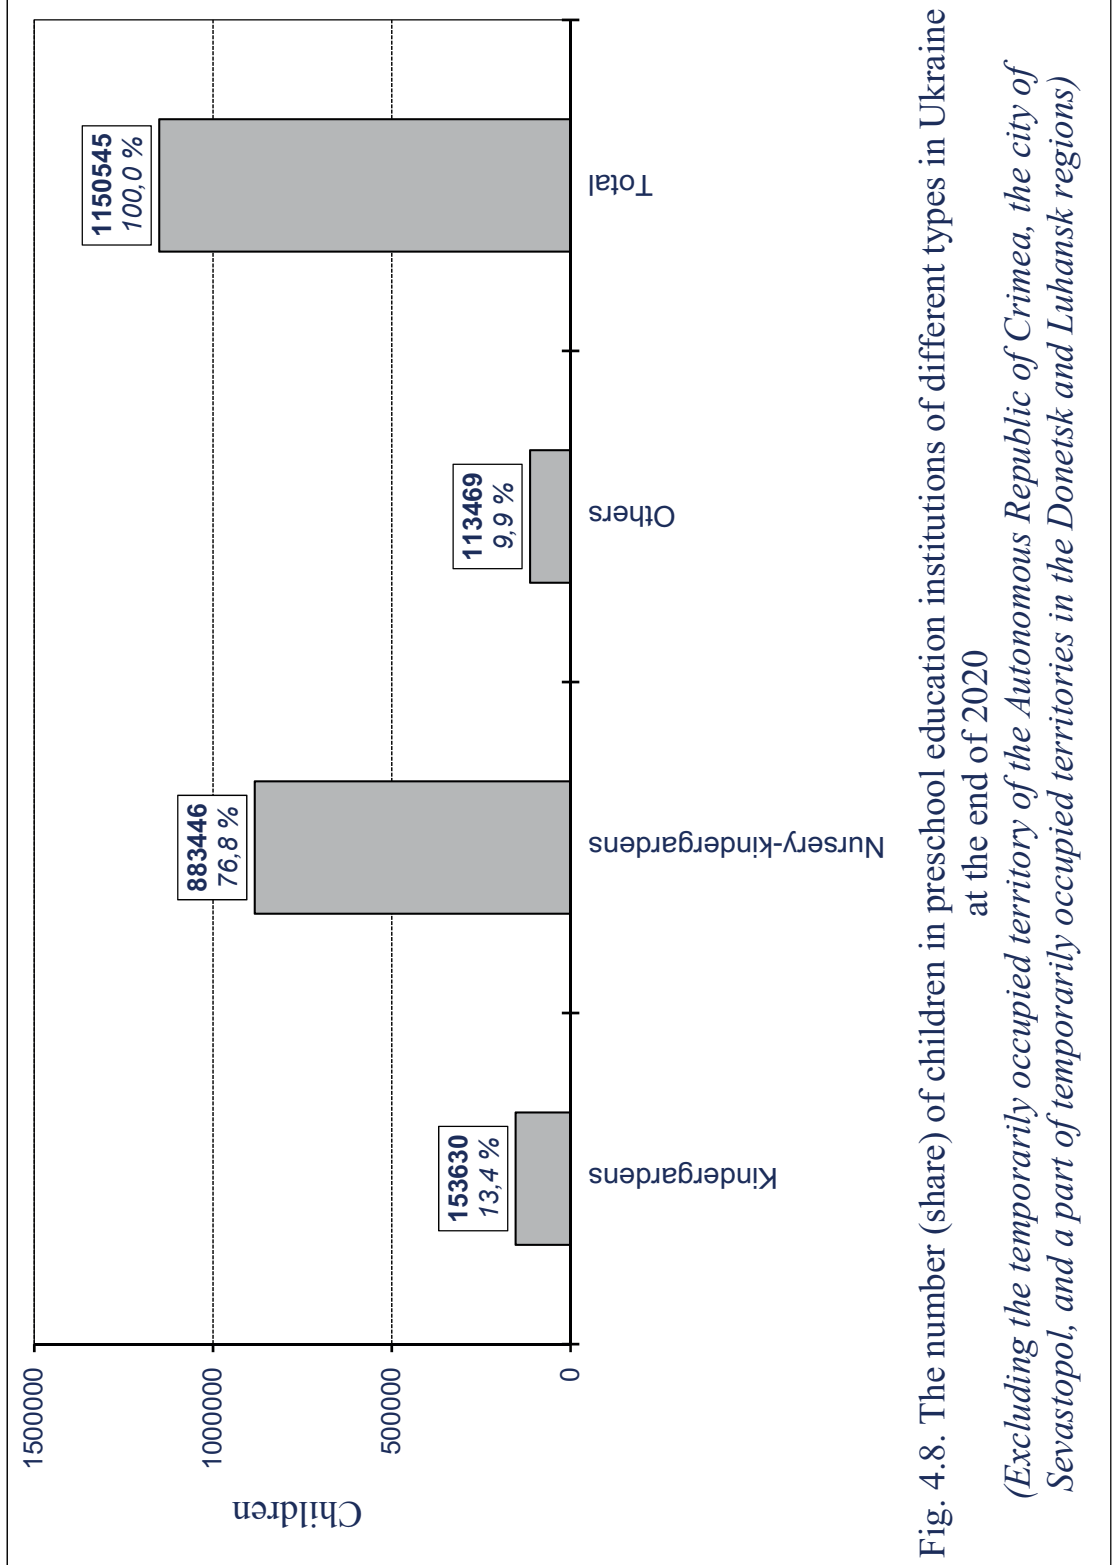 Children
1500000
1000000
500000
0
153630
13,4 %
883446
76,8 %
113469
9,9 %
1150545
100,0 %
Kindergardens
Nursery-kindergardens
Others
Total
Fig. 4.8. The number (share) of children in preschool education institutions of different types in Ukraine
at the end of 2020
(Excluding the temporarily occupied territory of the Autonomous Republic of Crimea, the city of
Sevastopol, and a part of temporarily occupied territories in the Donetsk and Luhansk regions)